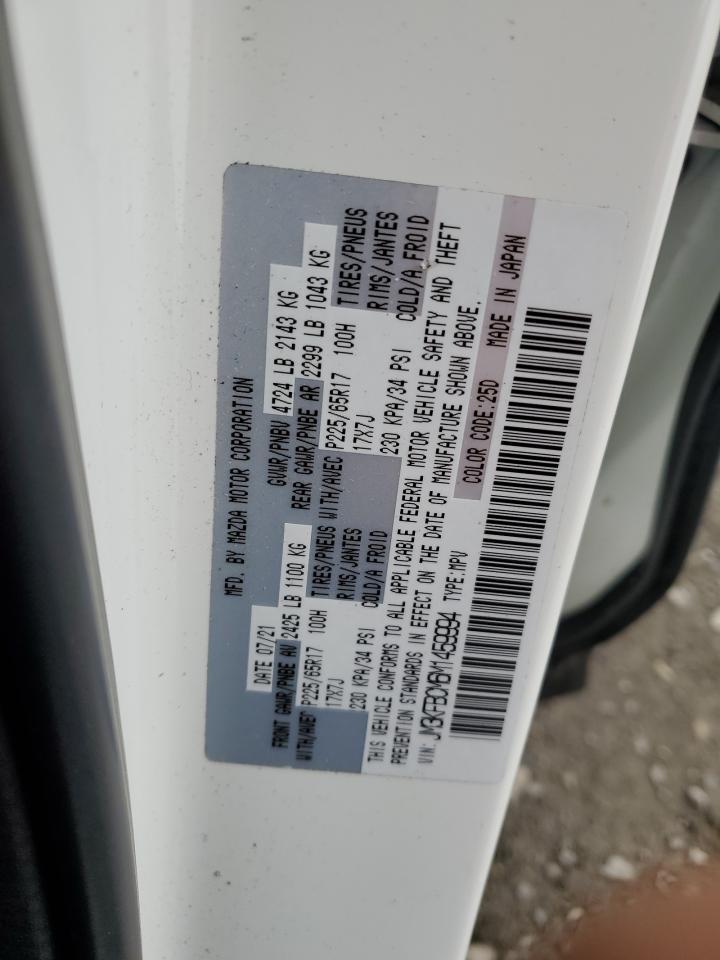 MFD. BY MAZDA MOTOR CORPORATION
DATE 07/21 GVWR/PNBV 4724 LB 2143 KG
FRONT GAWR/PNBE AV 2425 LB 1100 KG REAR GAWR/PNBE AR 2299 LB 1043 KG
WITH/AVEC P225/65R17 100H TIRES/PNEUS WITH/AVEC P225/65R17 100H TIRES/PNEUS
17X7J RIMS/JANTES 17X7J RIMS/JANTES
230 KPA/34 PSI COLD/A FROID 230 KPA/34 PSI COLD/A FROID
THIS VEHICLE CONFORMS TO ALL APPLICABLE FEDERAL MOTOR VEHICLE SAFETY AND THEFT
PREVENTION STANDARDS IN EFFECT ON THE DATE OF MANUFACTURE SHOWN ABOVE.
VIN: JM3KFBCM6M1459994 TYPE:MPV COLOR CODE:25D MADE IN JAPAN